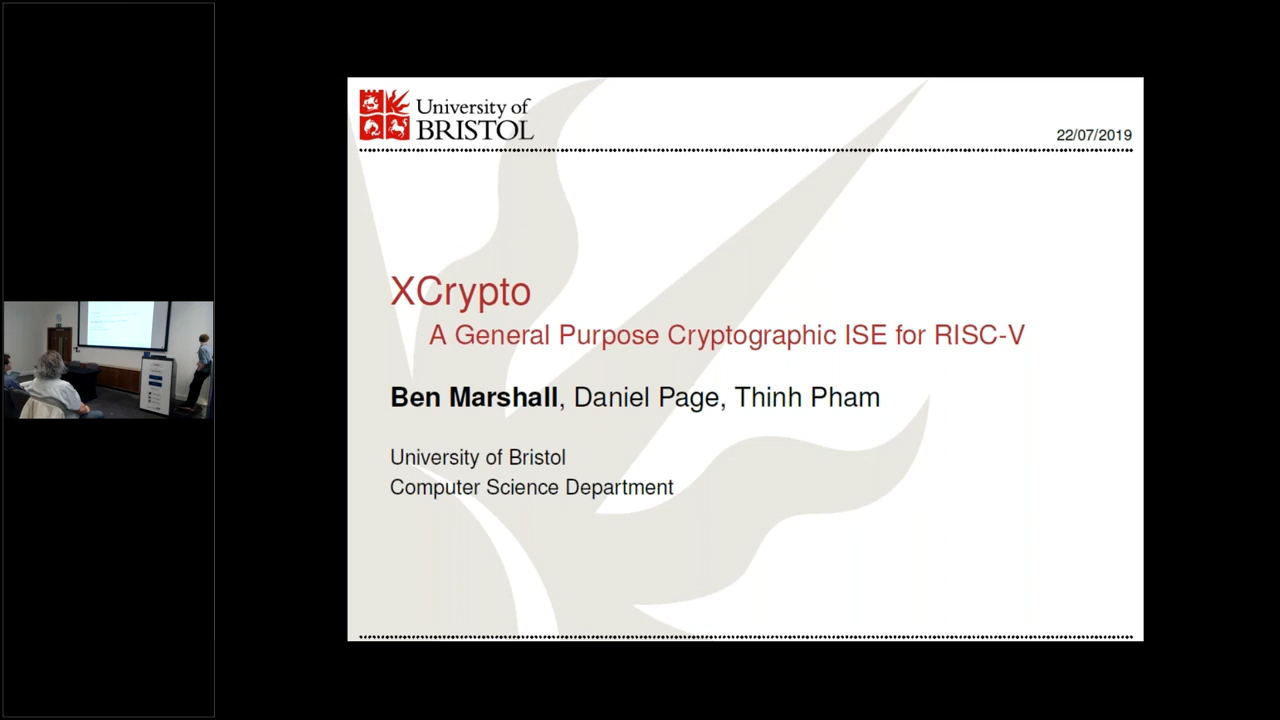 University of
BRISTOL
22/07/2019
XCrypto
A General Purpose Cryptographic ISE for RISC-V
Ben Marshall, Daniel Page, Thinh Pham
University of Bristol
Computer Science Department